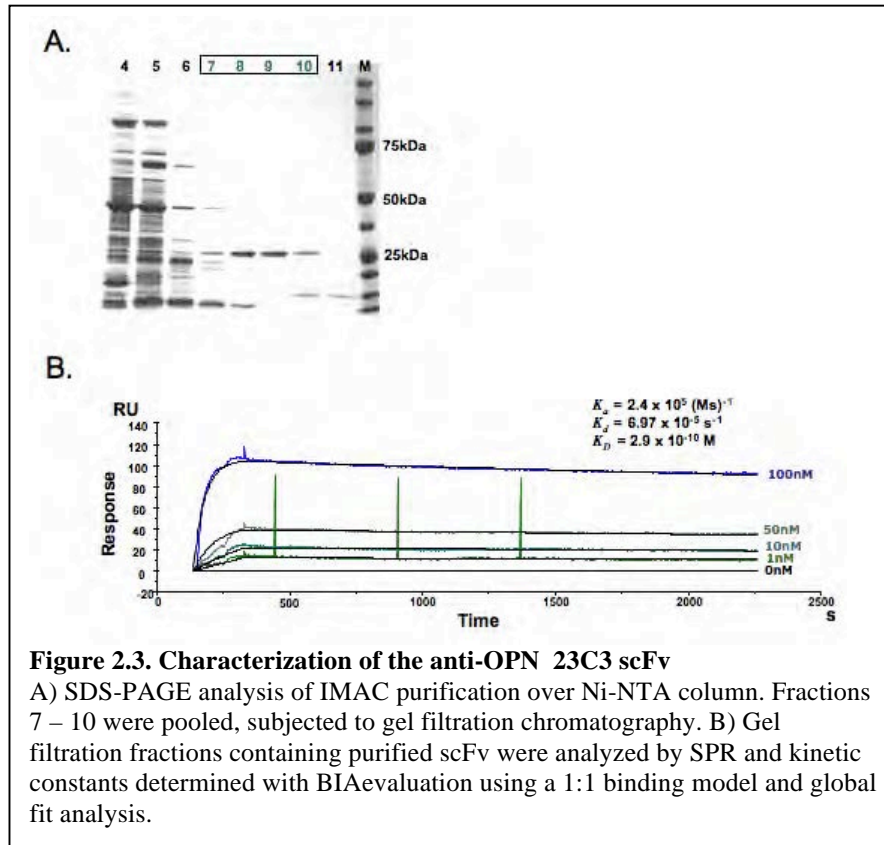 A.
4 5 6 7 8 9 10 11 M
75kDa
50kDa
25kDa
B.
RU
Kₐ = 2.4 x 10⁵ (Ms)⁻¹
K_d = 6.97 x 10⁻⁵ s⁻¹
K_D = 2.9 x 10⁻¹⁰ M
140
120
100
80
60
40
20
0
-20
Response
100nM
50nM
10nM
1nM
0nM
0 500 1000 1500 2000 2500
Time s
Figure 2.3. Characterization of the anti-OPN 23C3 scFv
A) SDS-PAGE analysis of IMAC purification over Ni-NTA column. Fractions
7 – 10 were pooled, subjected to gel filtration chromatography. B) Gel
filtration fractions containing purified scFv were analyzed by SPR and kinetic
constants determined with BIAevaluation using a 1:1 binding model and global
fit analysis.